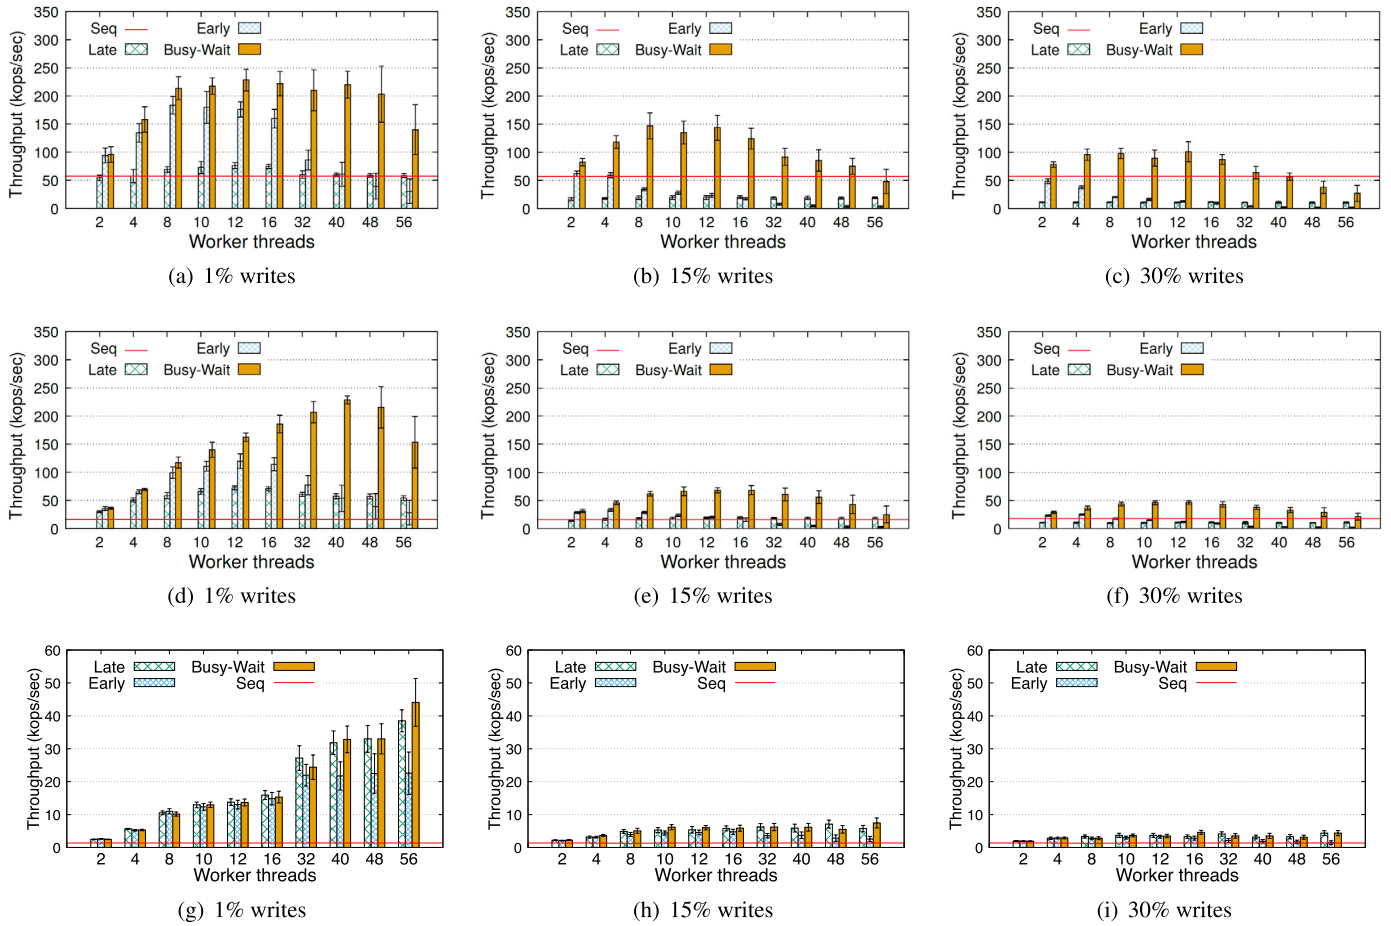 350
300
250
200
150
100
50
0
Throughput (kops/sec)
Seq Early
Late Busy-Wait
2 4 8 10 12 16 32 40 48 56
Worker threads
(a) 1% writes
350
300
250
200
150
100
50
0
Throughput (kops/sec)
Seq Early
Late Busy-Wait
2 4 8 10 12 16 32 40 48 56
Worker threads
(b) 15% writes
350
300
250
200
150
100
50
0
Throughput (kops/sec)
Seq Early
Late Busy-Wait
2 4 8 10 12 16 32 40 48 56
Worker threads
(c) 30% writes
350
300
250
200
150
100
50
0
Throughput (kops/sec)
Seq Early
Late Busy-Wait
2 4 8 10 12 16 32 40 48 56
Worker threads
(d) 1% writes
350
300
250
200
150
100
50
0
Throughput (kops/sec)
Seq Early
Late Busy-Wait
2 4 8 10 12 16 32 40 48 56
Worker threads
(e) 15% writes
350
300
250
200
150
100
50
0
Throughput (kops/sec)
Seq Early
Late Busy-Wait
2 4 8 10 12 16 32 40 48 56
Worker threads
(f) 30% writes
60
50
40
30
20
10
0
Throughput (kops/sec)
Late Busy-Wait
Early Seq
2 4 8 10 12 16 32 40 48 56
Worker threads
(g) 1% writes
60
50
40
30
20
10
0
Throughput (kops/sec)
Late Busy-Wait
Early Seq
2 4 8 10 12 16 32 40 48 56
Worker threads
(h) 15% writes
60
50
40
30
20
10
0
Throughput (kops/sec)
Late Busy-Wait
Early Seq
2 4 8 10 12 16 32 40 48 56
Worker threads
(i) 30% writes